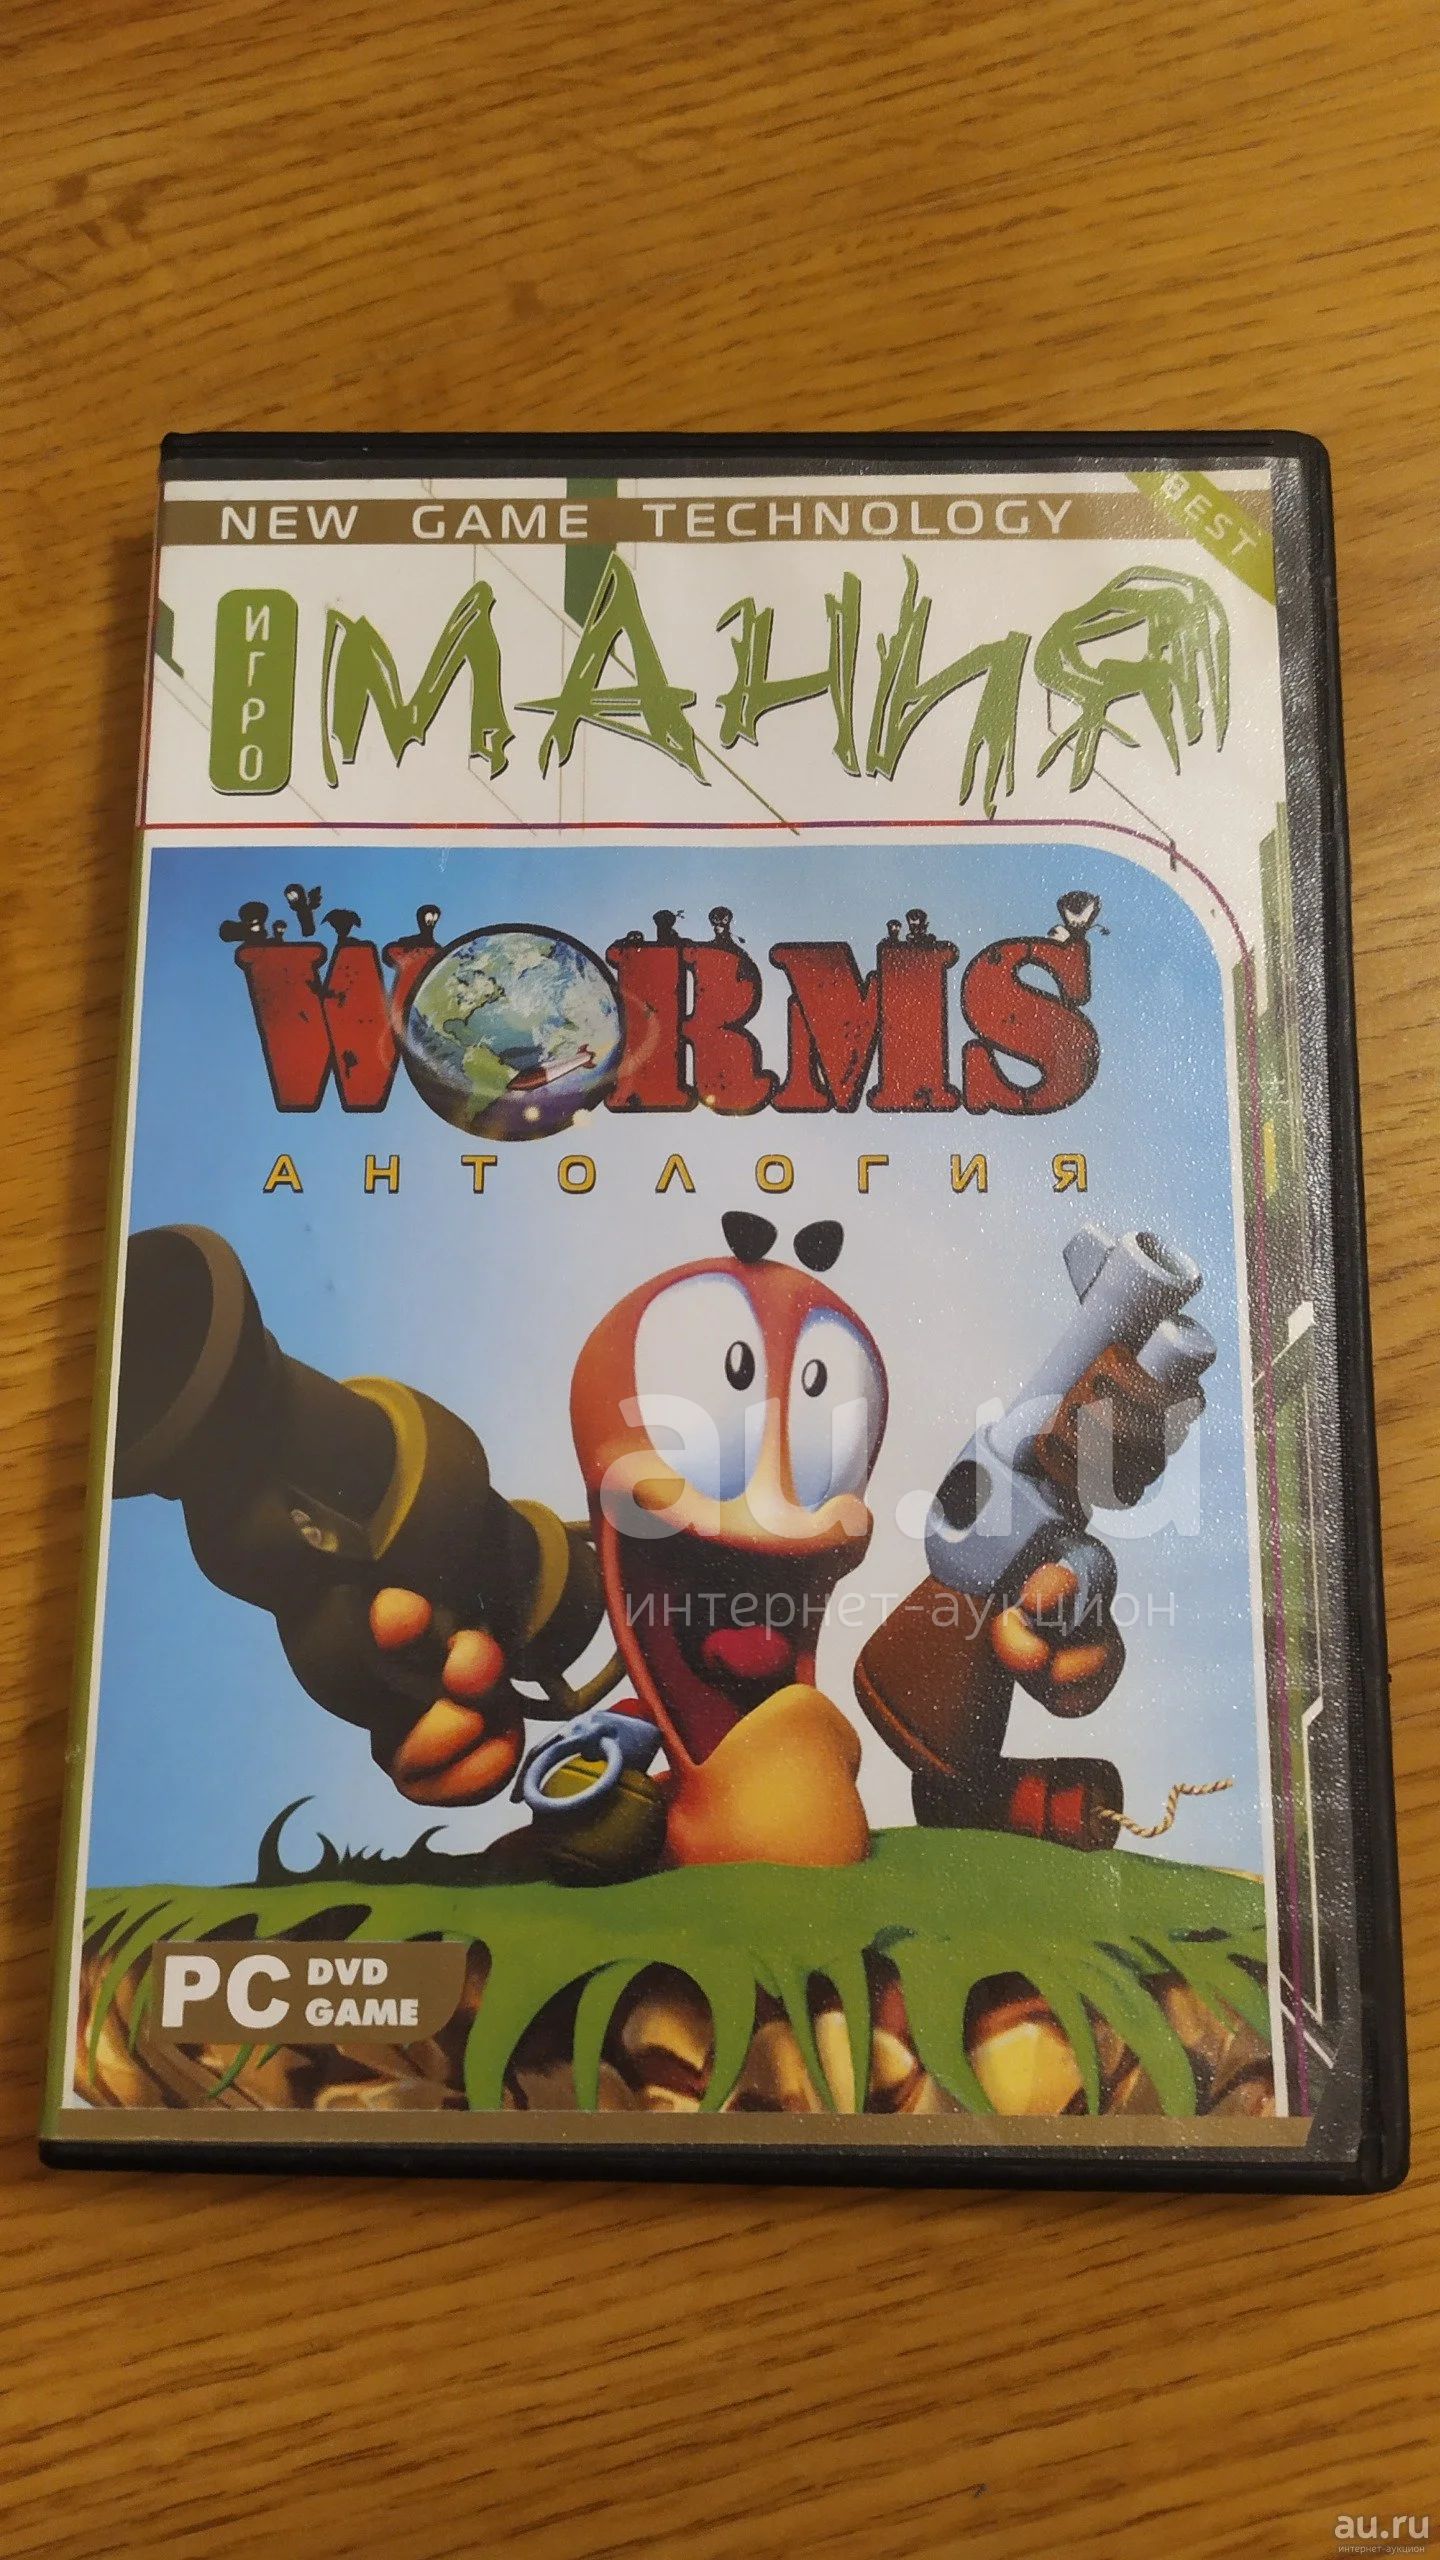 NEW GAME TECHNOLOGY
BEST
ИГРО
МАНИЯ
WORMS
АНТОЛОГИЯ
au.ru
интернет-аукцион
PC DVD
GAME
au.ru
интернет-аукцион